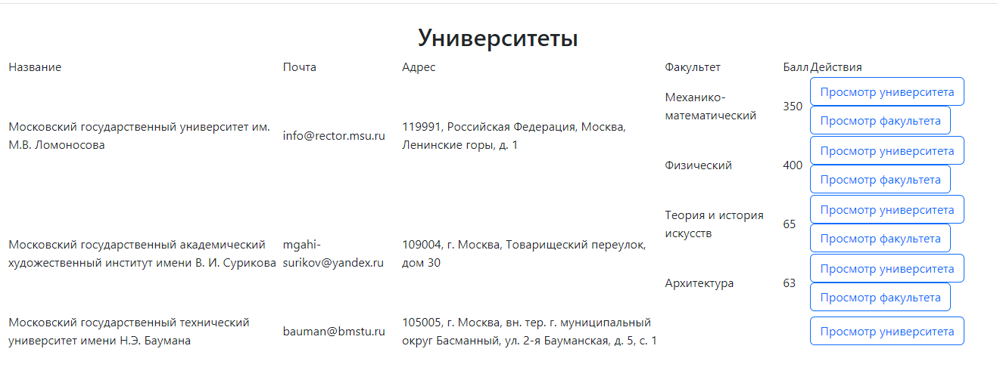 Университеты
Название Почта Адрес Факультет Балл Действия
Московский государственный университет им.
М.В. Ломоносова
info@rector.msu.ru
119991, Российская Федерация, Москва,
Ленинские горы, д. 1
Механико-
математический
350
Просмотр университета
Просмотр факультета
Физический
400
Просмотр университета
Просмотр факультета
Московский государственный академический
художественный институт имени В. И. Сурикова
mgahi-
surikov@yandex.ru
109004, г. Москва, Товарищеский переулок,
дом 30
Теория и история
искусств
65
Просмотр университета
Просмотр факультета
Архитектура
63
Просмотр университета
Просмотр факультета
Московский государственный технический
университет имени Н.Э. Баумана
bauman@bmstu.ru
105005, г. Москва, вн. тер. г. муниципальный
округ Басманный, ул. 2-я Бауманская, д. 5, с. 1
Просмотр университета